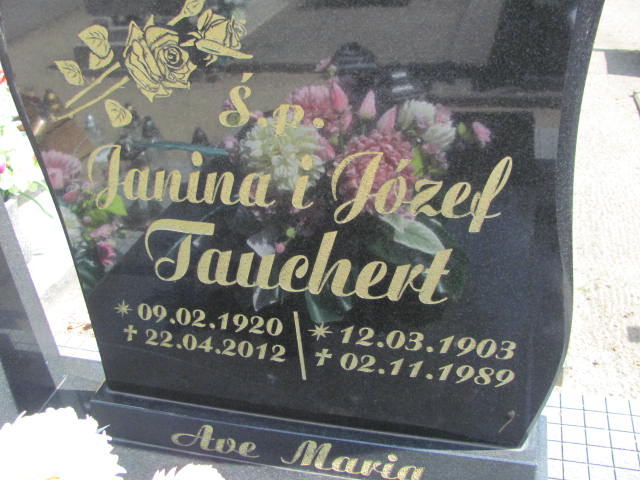 Ś.p.
Janina i Józef
Tauchert
* 09.02.1920 * 12.03.1903
† 22.04.2012 † 02.11.1989
Ave Maria